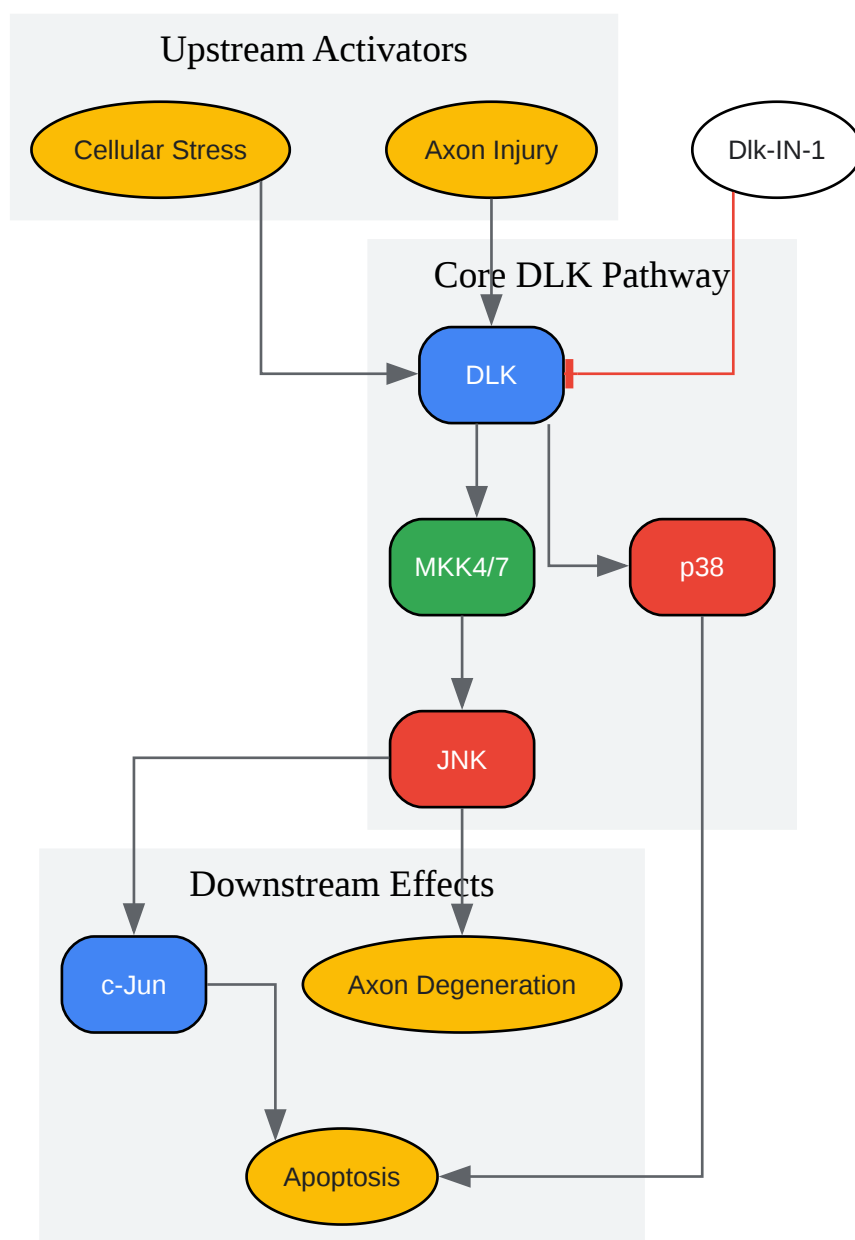 Upstream Activators
Cellular Stress
Axon Injury
Dlk-IN-1
Core DLK Pathway
DLK
MKK4/7
p38
JNK
Downstream Effects
c-Jun
Axon Degeneration
Apoptosis